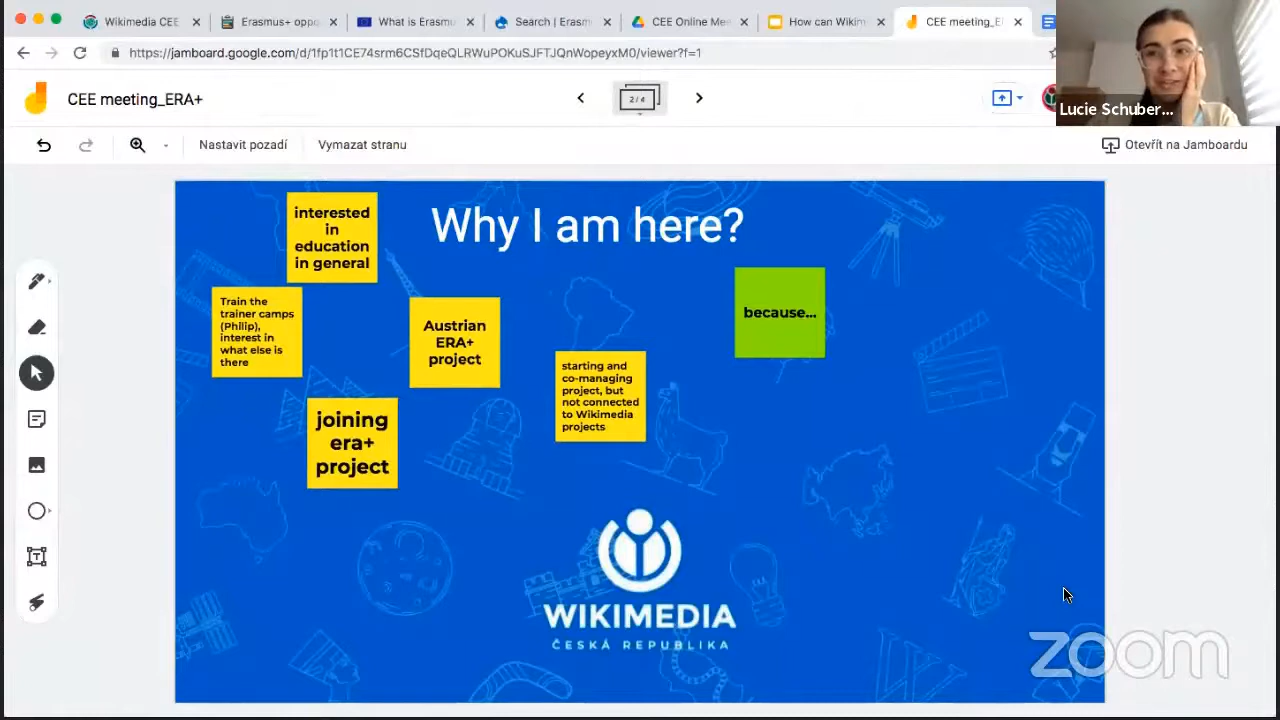 Wikimedia CEE
Erasmus+ oppo
What is Erasmu
Search | Erasm
CEE Online Mee
How can Wikim
CEE meeting_E
https://jamboard.google.com/d/1fp1t1CE74srm6CSfDqeQLRWuPOKuSJFTJQnWopeyxM0/viewer?f=1
CEE meeting_ERA+
2 / 4
Lucie Schuber...
Nastavit pozadí
Vymazat stranu
Otevřít na Jamboardu
Why I am here?
interested
in
education
in general
Train the
trainer camps
(Philip),
interest in
what else is
there
Austrian
ERA+
project
because...
starting and
co-managing
project, but
not connected
to Wikimedia
projects
joining
era+
project
WIKIMEDIA
ČESKÁ REPUBLIKA
zoom